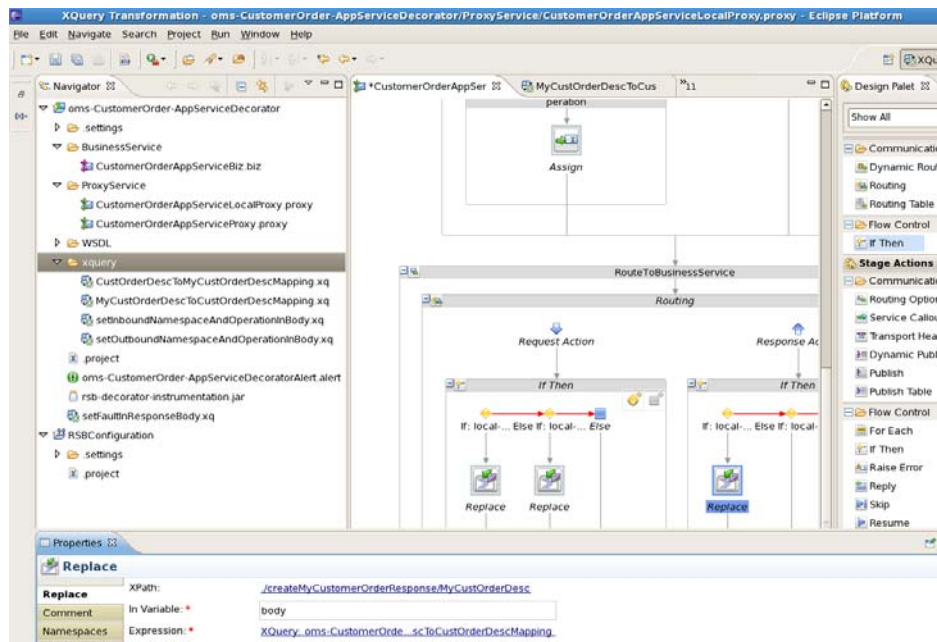 XQuery Transformation - oms-CustomerOrder-AppServiceDecorator/ProxyService/CustomerOrderAppServiceLocalProxy.proxy - Eclipse Platform
File Edit Navigate Search Project Run Window Help
XQu
Navigator
oms-CustomerOrder-AppServiceDecorator
.settings
BusinessService
CustomerOrderAppServiceBiz.biz
ProxyService
CustomerOrderAppServiceLocalProxy.proxy
CustomerOrderAppServiceProxy.proxy
WSDL
xquery
CustOrderDescToMyCustOrderDescMapping.xq
MyCustOrderDescToCustOrderDescMapping.xq
setInboundNamespaceAndOperationInBody.xq
setOutboundNamespaceAndOperationInBody.xq
.project
oms-CustomerOrder-AppServiceDecoratorAlert.alert
rsb-decorator-instrumentation.jar
setFaultInResponseBody.xq
RSBConfiguration
.settings
.project
*CustomerOrderAppSer
MyCustOrderDescToCus
»11
peration
Assign
RouteToBusinessService
Routing
Request Action
Response Ac
If Then
If Then
If: local-... Else If: local-... Else
If: local-... Else If: local-
Replace
Replace
Replace
Design Palet
Show All
Communicati
Dynamic Rout
Routing
Routing Table
Flow Control
If Then
Stage Actions
Communicati
Routing Option
Service Callou
Transport Hea
Dynamic Publ
Publish
Publish Table
Flow Control
For Each
If Then
Raise Error
Reply
Skip
Resume
Properties
Replace
Replace
Comment
Namespaces
XPath: ./createMyCustomerOrderResponse/MyCustOrderDesc
In Variable: * body
Expression: * XQuery: oms-CustomerOrde...scToCustOrderDescMapping